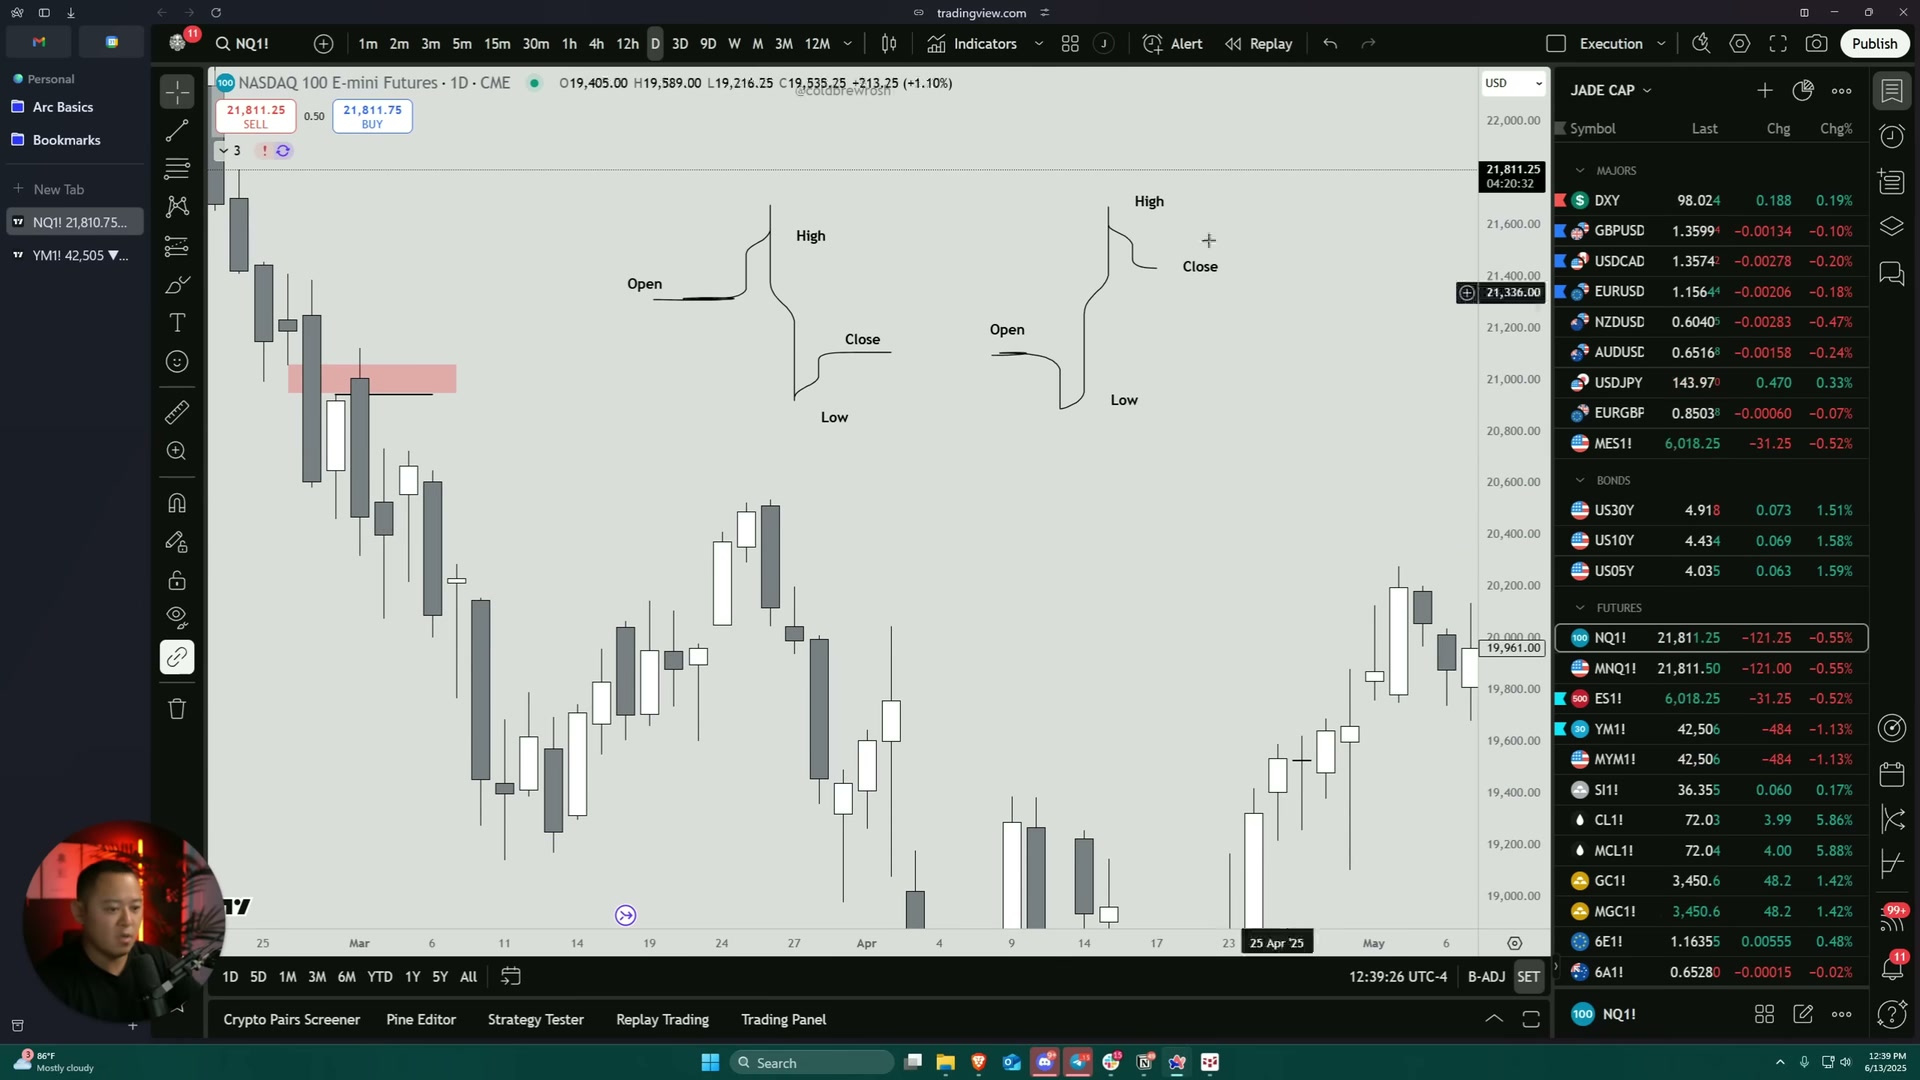 tradingview.com
11
NQ1!
1m 2m 3m 5m 15m 30m 1h 4h 12h D 3D 9D W M 3M 12M
Indicators
J
Alert
Replay
Execution
Publish
Personal
Arc Basics
Bookmarks
New Tab
NQ1! 21,810.75...
YM1! 42,505 ▼...
100 NASDAQ 100 E-mini Futures · 1D · CME
O19,405.00 H19,589.00 L19,216.25 C19,535.25 +213.25 (+1.10%)
@coldbrewrosh
21,811.25
SELL
0.50
21,811.75
BUY
3
High
Open
Close
Low
High
Close
Open
Low
USD
22,000.00
21,811.25
04:20:32
21,600.00
21,400.00
21,336.00
21,200.00
21,000.00
20,800.00
20,600.00
20,400.00
20,200.00
20,000.00
19,961.00
19,800.00
19,600.00
19,400.00
19,200.00
19,000.00
25 Mar 6 11 14 19 24 27 Apr 4 9 14 17 23 25 Apr '25 May 6
1D 5D 1M 3M 6M YTD 1Y 5Y All
12:39:26 UTC-4 B-ADJ SET
Crypto Pairs Screener Pine Editor Strategy Tester Replay Trading Trading Panel
JADE CAP
Symbol Last Chg Chg%
MAJORS
DXY 98.024 0.188 0.19%
GBPUSD 1.35994 −0.00134 −0.10%
USDCAD 1.35742 −0.00278 −0.20%
EURUSD 1.15644 −0.00206 −0.18%
NZDUSD 0.60405 −0.00283 −0.47%
AUDUSD 0.65168 −0.00158 −0.24%
USDJPY 143.970 0.470 0.33%
EURGBP 0.85038 −0.00060 −0.07%
MES1! 6,018.25 −31.25 −0.52%
BONDS
US30Y 4.918 0.073 1.51%
US10Y 4.434 0.069 1.58%
US05Y 4.035 0.063 1.59%
FUTURES
100 NQ1! 21,811.25 −121.25 −0.55%
MNQ1! 21,811.50 −121.00 −0.55%
500 ES1! 6,018.25 −31.25 −0.52%
30 YM1! 42,506 −484 −1.13%
MYM1! 42,506 −484 −1.13%
SI1! 36.355 0.060 0.17%
CL1! 72.03 3.99 5.86%
MCL1! 72.04 4.00 5.88%
GC1! 3,450.6 48.2 1.42%
MGC1! 3,450.6 48.2 1.42%
6E1! 1.16355 0.00555 0.48%
6A1! 0.65280 −0.00015 −0.02%
100 NQ1!
99+
11
86°F
Mostly cloudy
Search
12:39 PM
6/13/2025